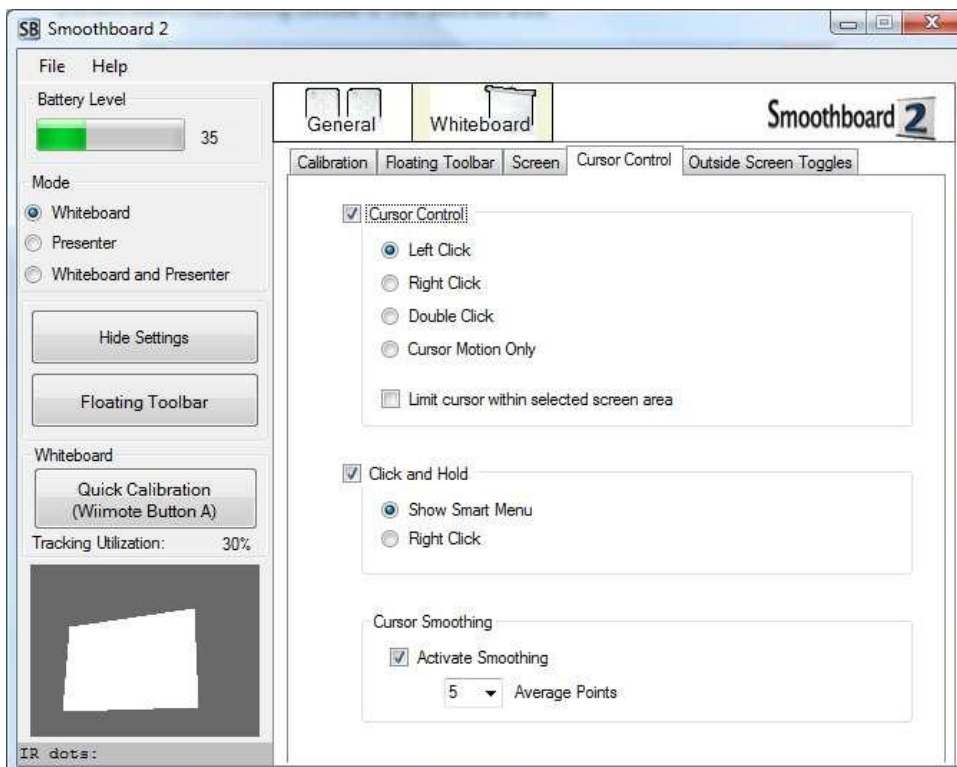 SB Smoothboard 2
File Help
Battery Level
35
Mode
Whiteboard
Presenter
Whiteboard and Presenter
Hide Settings
Floating Toolbar
Whiteboard
Quick Calibration
(Wiimote Button A)
Tracking Utilization: 30%
IR dots:
General Whiteboard
Smoothboard 2
Calibration Floating Toolbar Screen Cursor Control Outside Screen Toggles
Cursor Control
Left Click
Right Click
Double Click
Cursor Motion Only
Limit cursor within selected screen area
Click and Hold
Show Smart Menu
Right Click
Cursor Smoothing
Activate Smoothing
5 Average Points